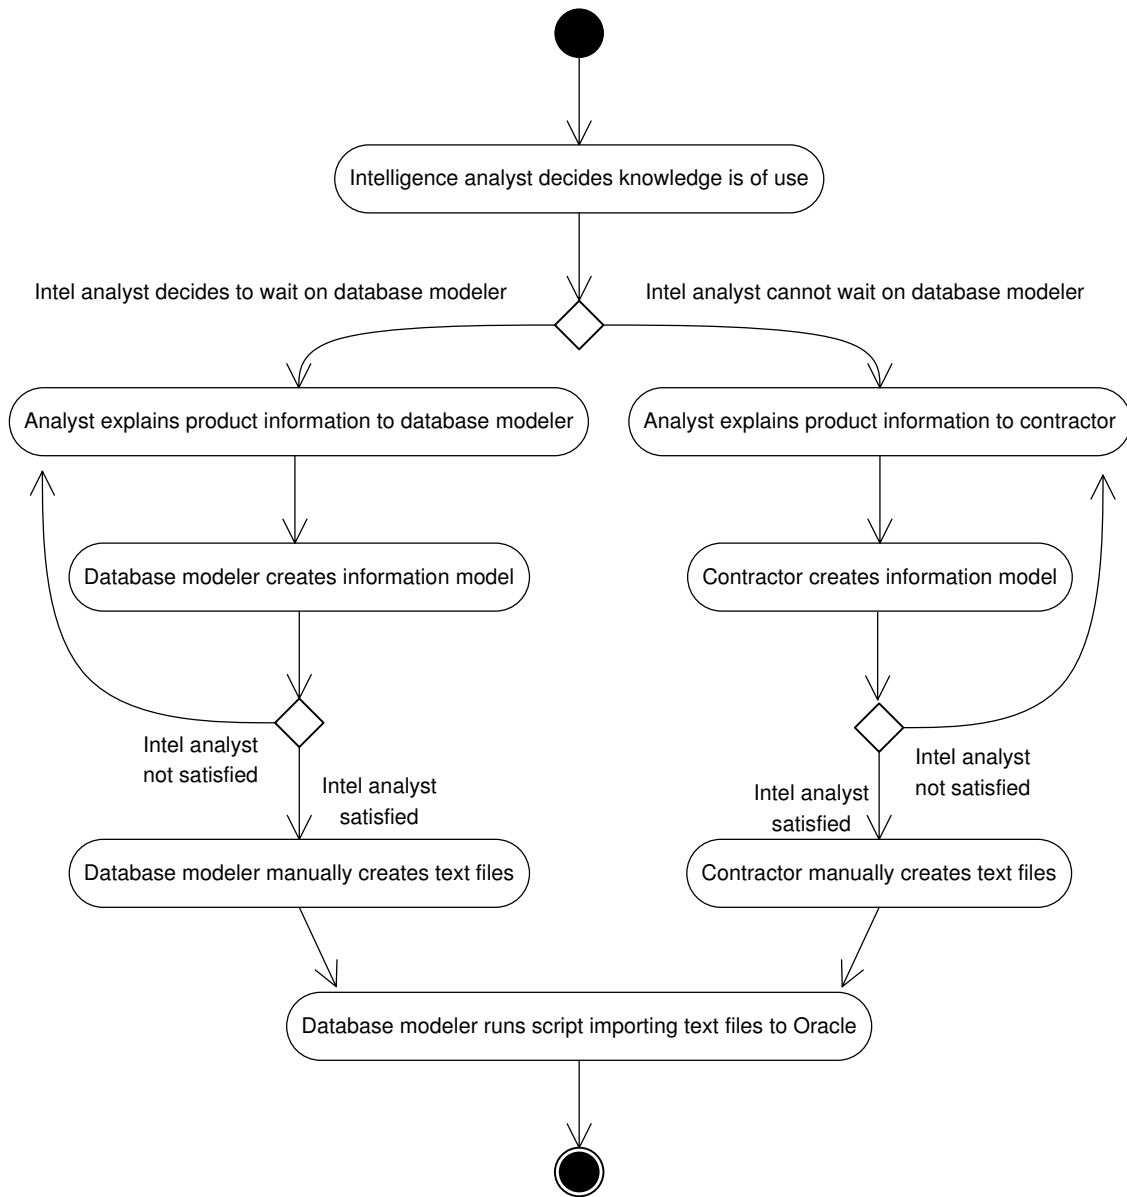 Intelligence analyst decides knowledge is of use
Intel analyst decides to wait on database modeler
Intel analyst cannot wait on database modeler
Analyst explains product information to database modeler
Analyst explains product information to contractor
Database modeler creates information model
Contractor creates information model
Intel analyst
not satisfied
Intel analyst
satisfied
Intel analyst
not satisfied
Intel analyst
satisfied
Database modeler manually creates text files
Contractor manually creates text files
Database modeler runs script importing text files to Oracle